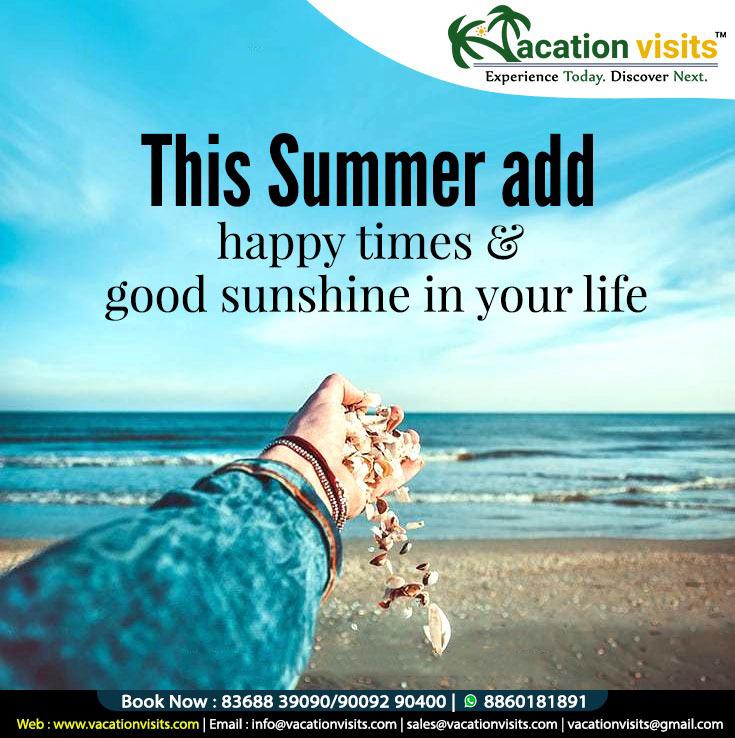 Vacation visits™
Experience Today. Discover Next.
This Summer add
happy times &
good sunshine in your life
Book Now : 83688 39090/90092 90400 | 8860181891
Web : www.vacationvisits.com | Email : info@vacationvisits.com | sales@vacationvisits.com | vacationvisits@gmail.com